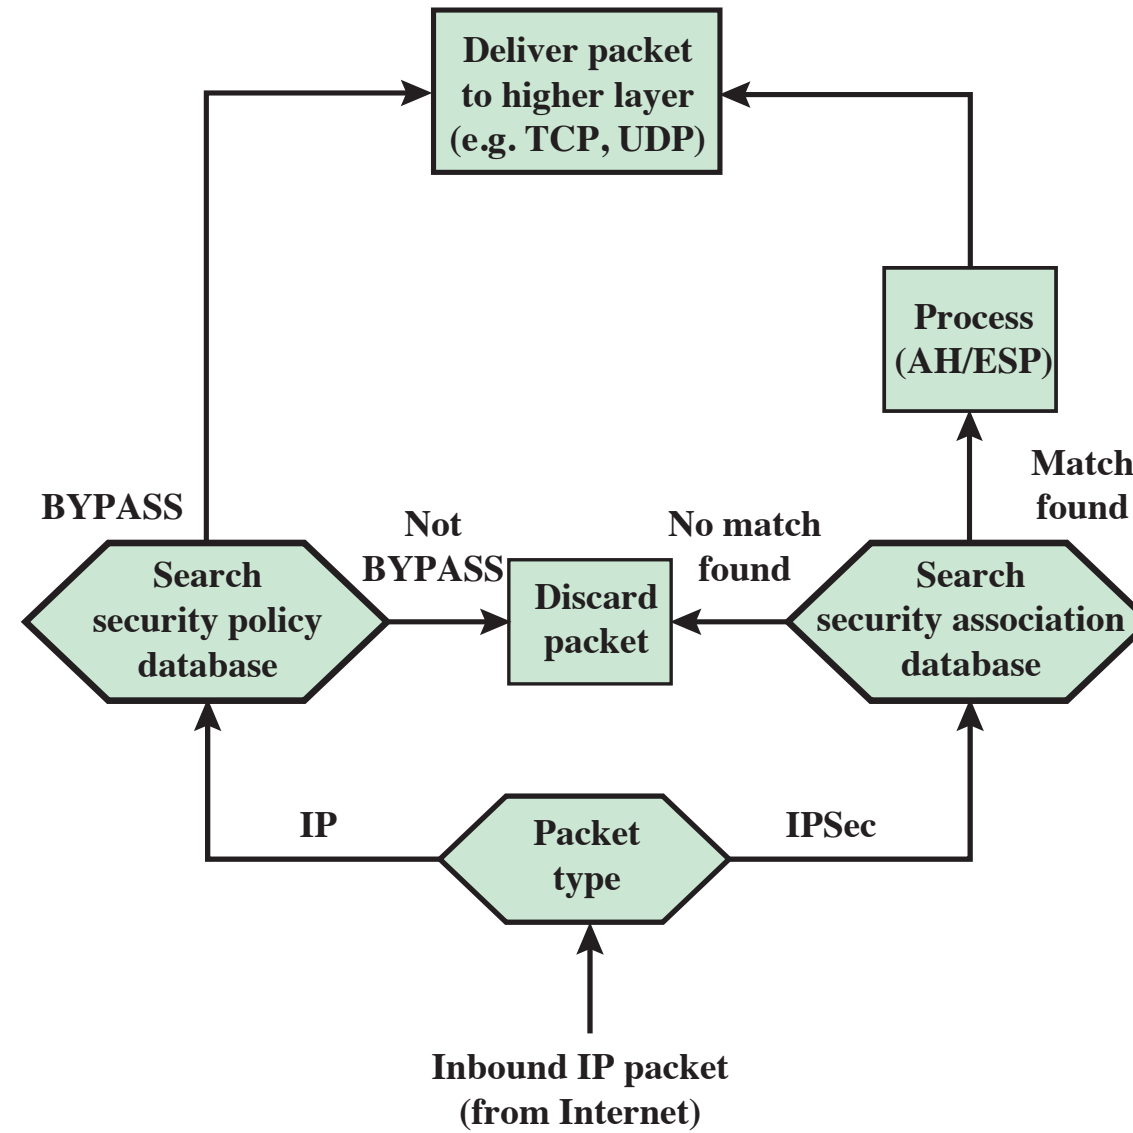 Deliver packet
to higher layer
(e.g. TCP, UDP)
Process
(AH/ESP)
BYPASS
Not
BYPASS
No match
found
Match
found
Search
security policy
database
Discard
packet
Search
security association
database
IP
Packet
type
IPSec
Inbound IP packet
(from Internet)